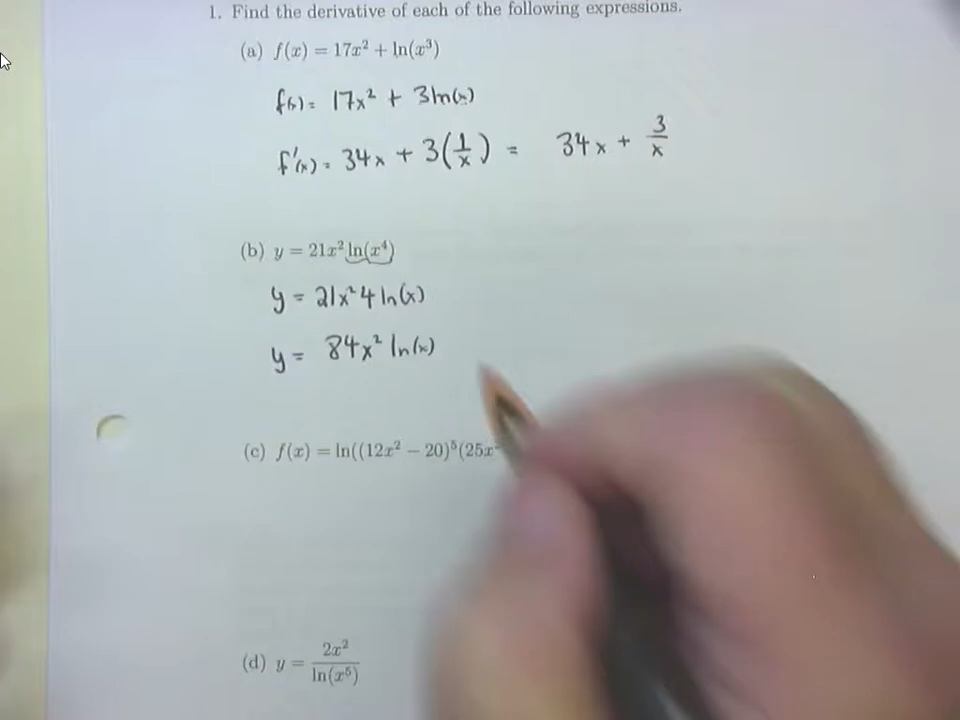 1. Find the derivative of each of the following expressions.
(a) f(x) = 17x² + ln(x³)
f(x) = 17x² + 3ln(x)
f'(x) = 34x + 3(1/x) = 34x + 3/x
(b) y = 21x² ln(x⁴)
y = 21x² 4 ln(x)
y = 84x² ln(x)
(c) f(x) = ln((12x² − 20)⁵(25x
(d) y = 2x²/ln(x⁵)